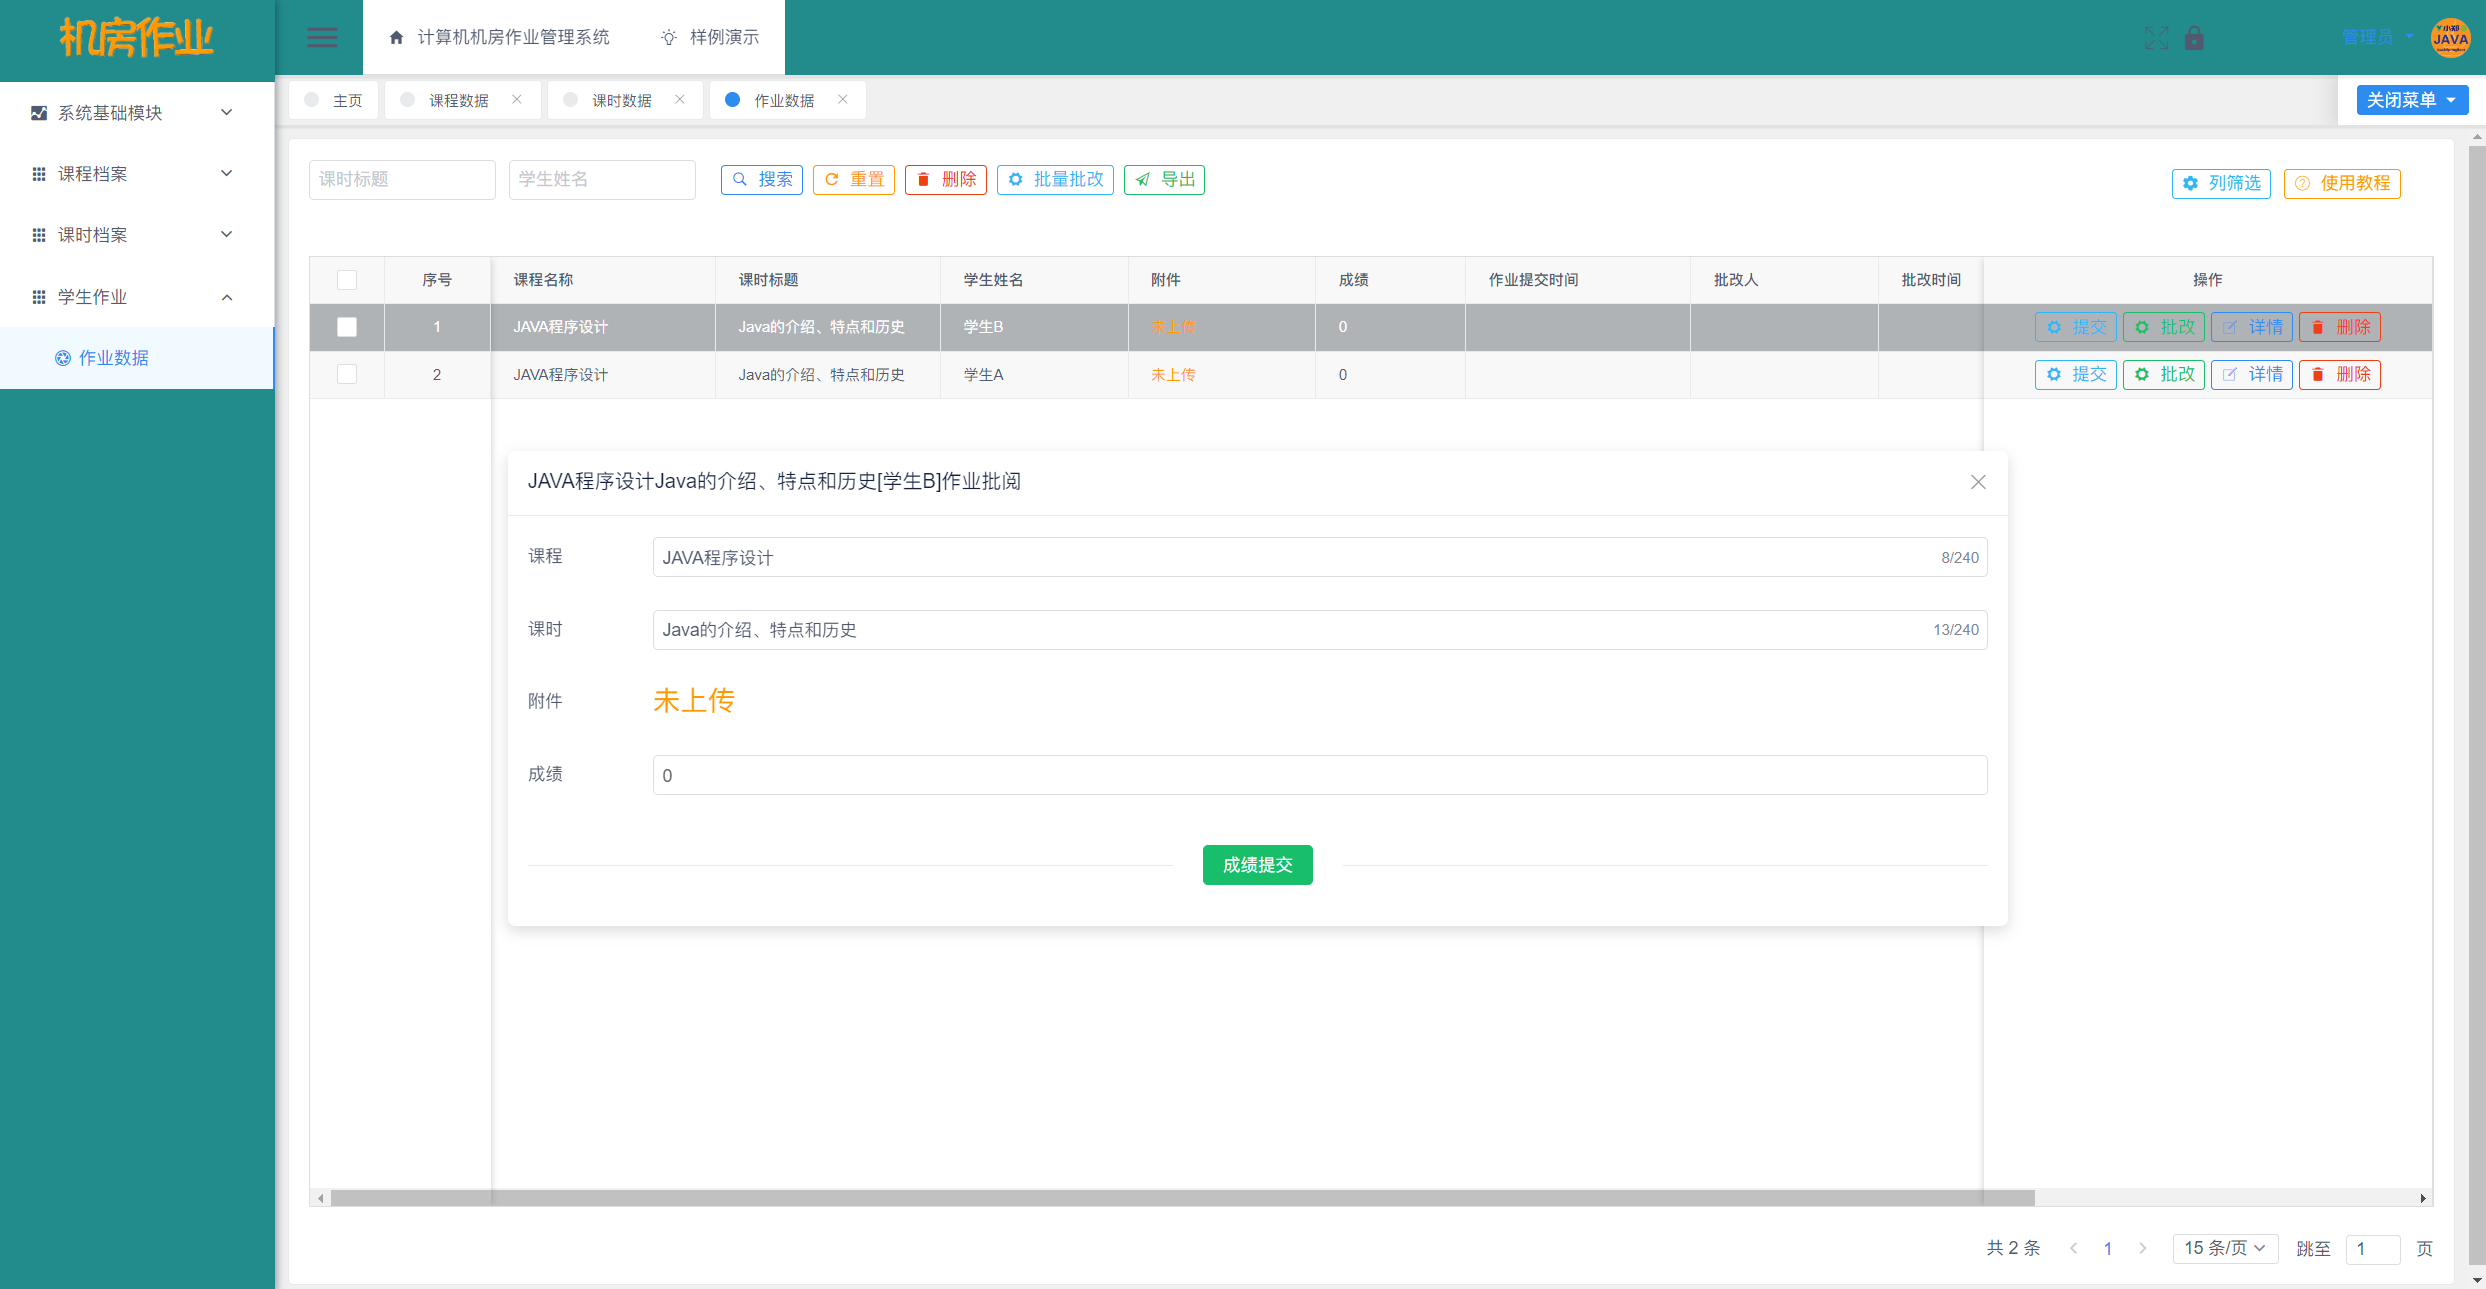 机房作业
计算机机房作业管理系统
样例演示
管理员
小郑
JAVA
系统基础模块
课程档案
课时档案
学生作业
作业数据
主页
课程数据
课时数据
作业数据
关闭菜单
课时标题
学生姓名
搜索
重置
删除
批量批改
导出
列筛选
使用教程
序号 课程名称 课时标题 学生姓名 附件 成绩 作业提交时间 批改人 批改时间 操作
1 JAVA程序设计 Java的介绍、特点和历史 学生B 未上传 0 提交 批改 详情 删除
2 JAVA程序设计 Java的介绍、特点和历史 学生A 未上传 0 提交 批改 详情 删除
JAVA程序设计Java的介绍、特点和历史[学生B]作业批阅
课程 JAVA程序设计 8/240
课时 Java的介绍、特点和历史 13/240
附件 未上传
成绩 0
成绩提交
共 2 条 1 15 条/页 跳至 1 页